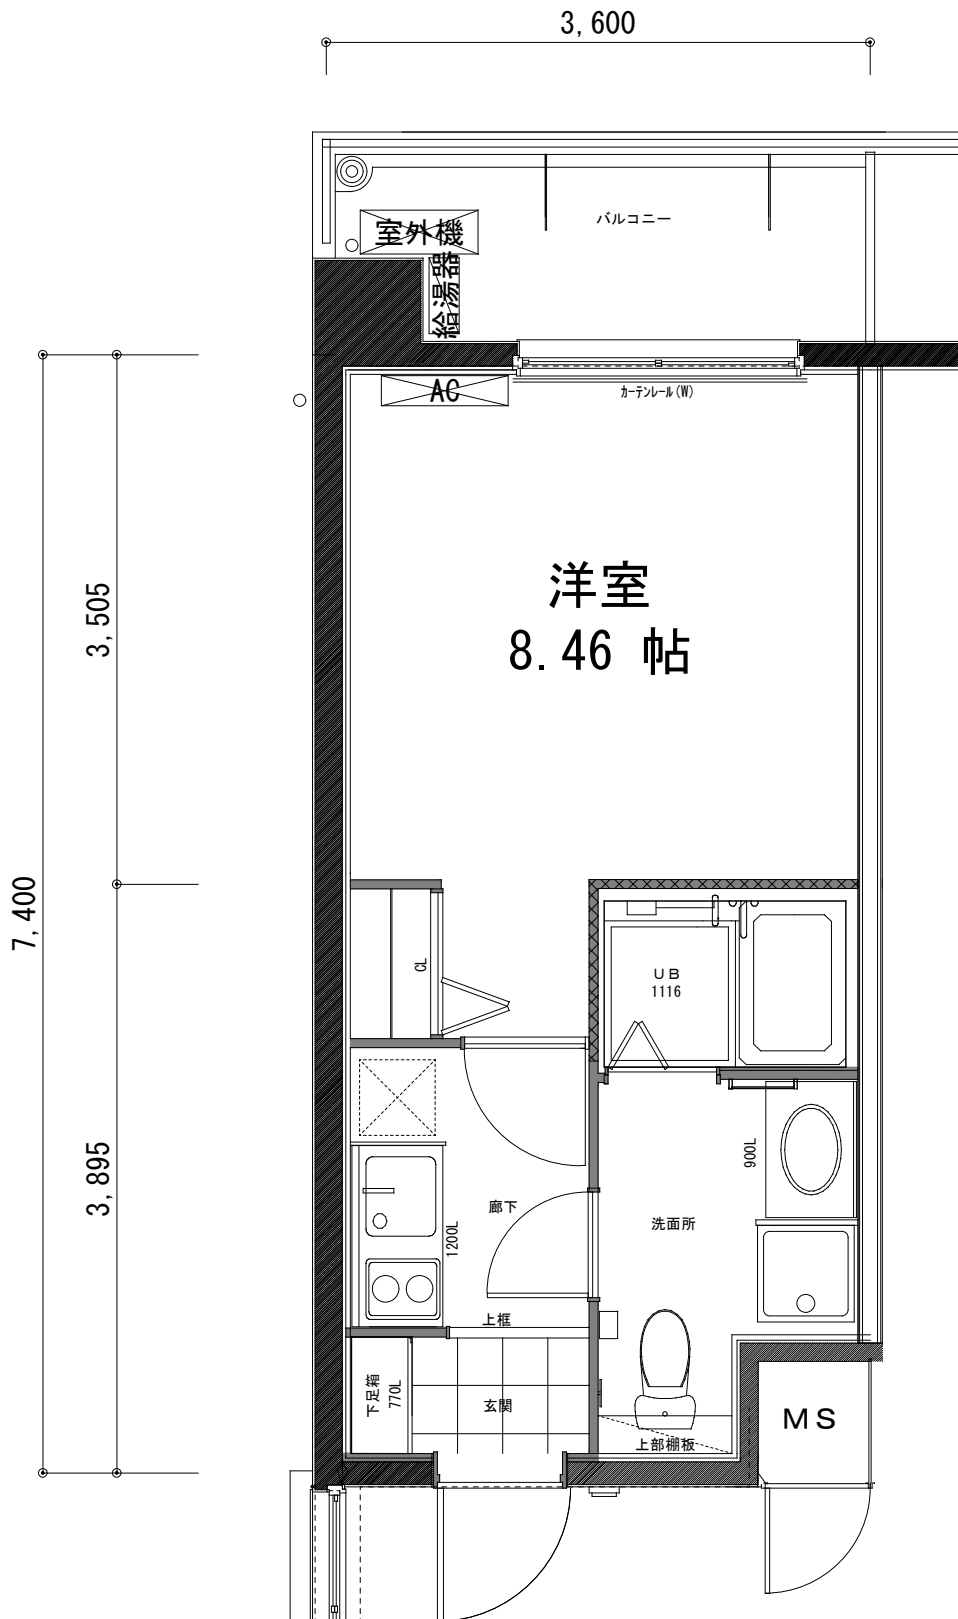 3,600
バルコニー
室外機
給湯器
AC
カーテンレール(W)
洋室
8.46 帖
3,505
7,400
3,895
CL
UB
1116
900L
廊下
1200L
洗面所
上框
下足箱
770L
玄関
上部棚板
MS